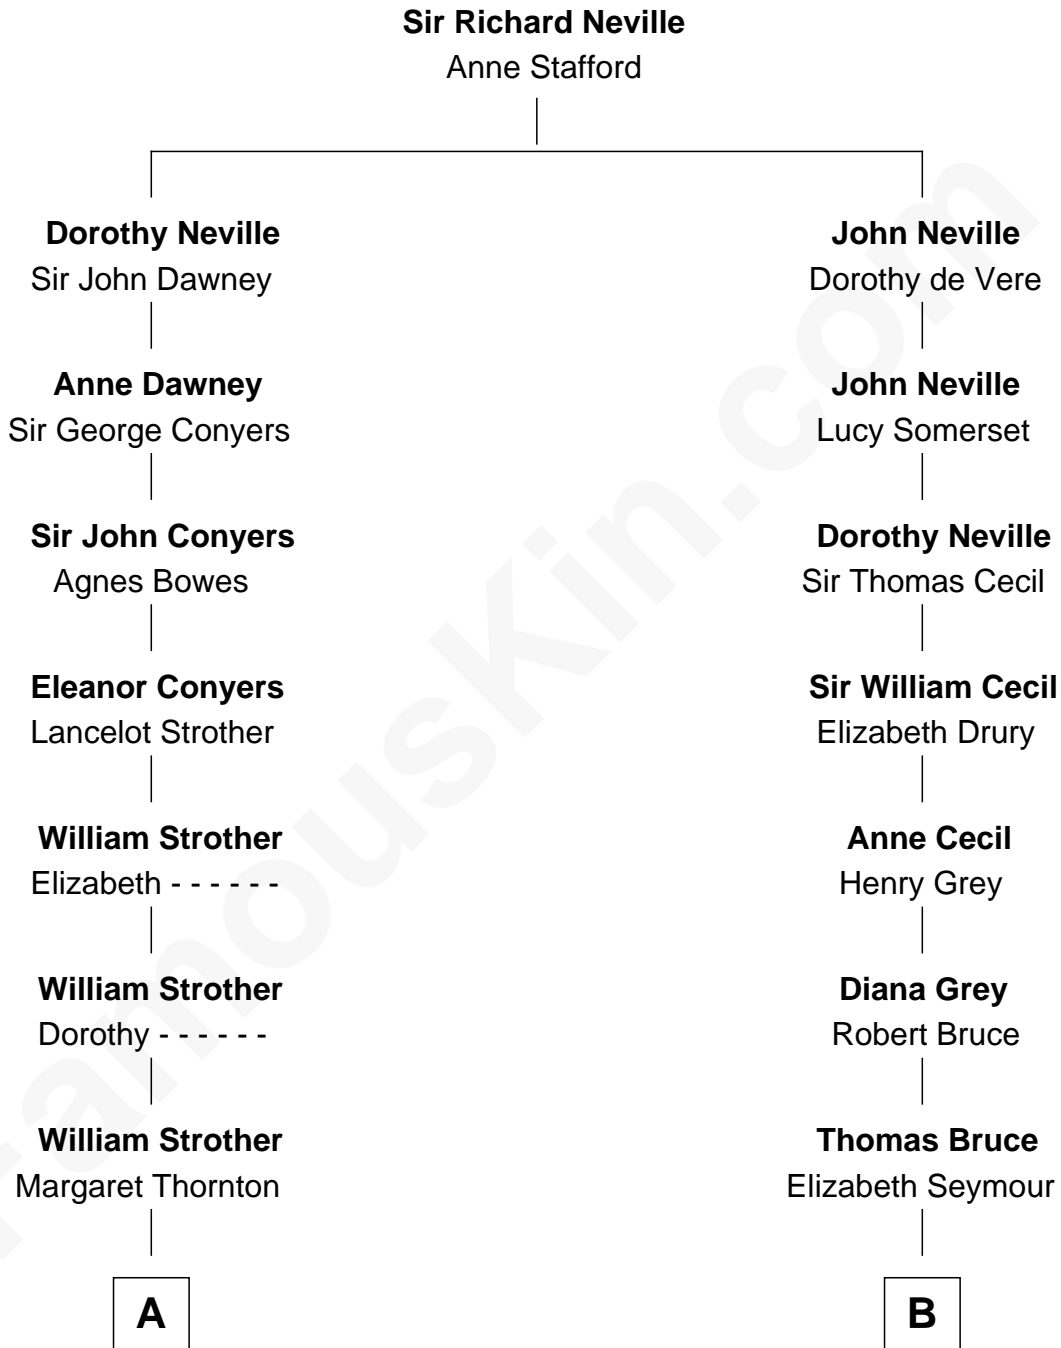 Sir Richard Neville
Anne Stafford
Dorothy Neville
Sir John Dawney
John Neville
Dorothy de Vere
Anne Dawney
Sir George Conyers
John Neville
Lucy Somerset
Sir John Conyers
Agnes Bowes
Dorothy Neville
Sir Thomas Cecil
Eleanor Conyers
Lancelot Strother
Sir William Cecil
Elizabeth Drury
William Strother
Elizabeth - - - - - -
Anne Cecil
Henry Grey
William Strother
Dorothy - - - - - -
Diana Grey
Robert Bruce
William Strother
Margaret Thornton
Thomas Bruce
Elizabeth Seymour
A
B
FamousKin.com